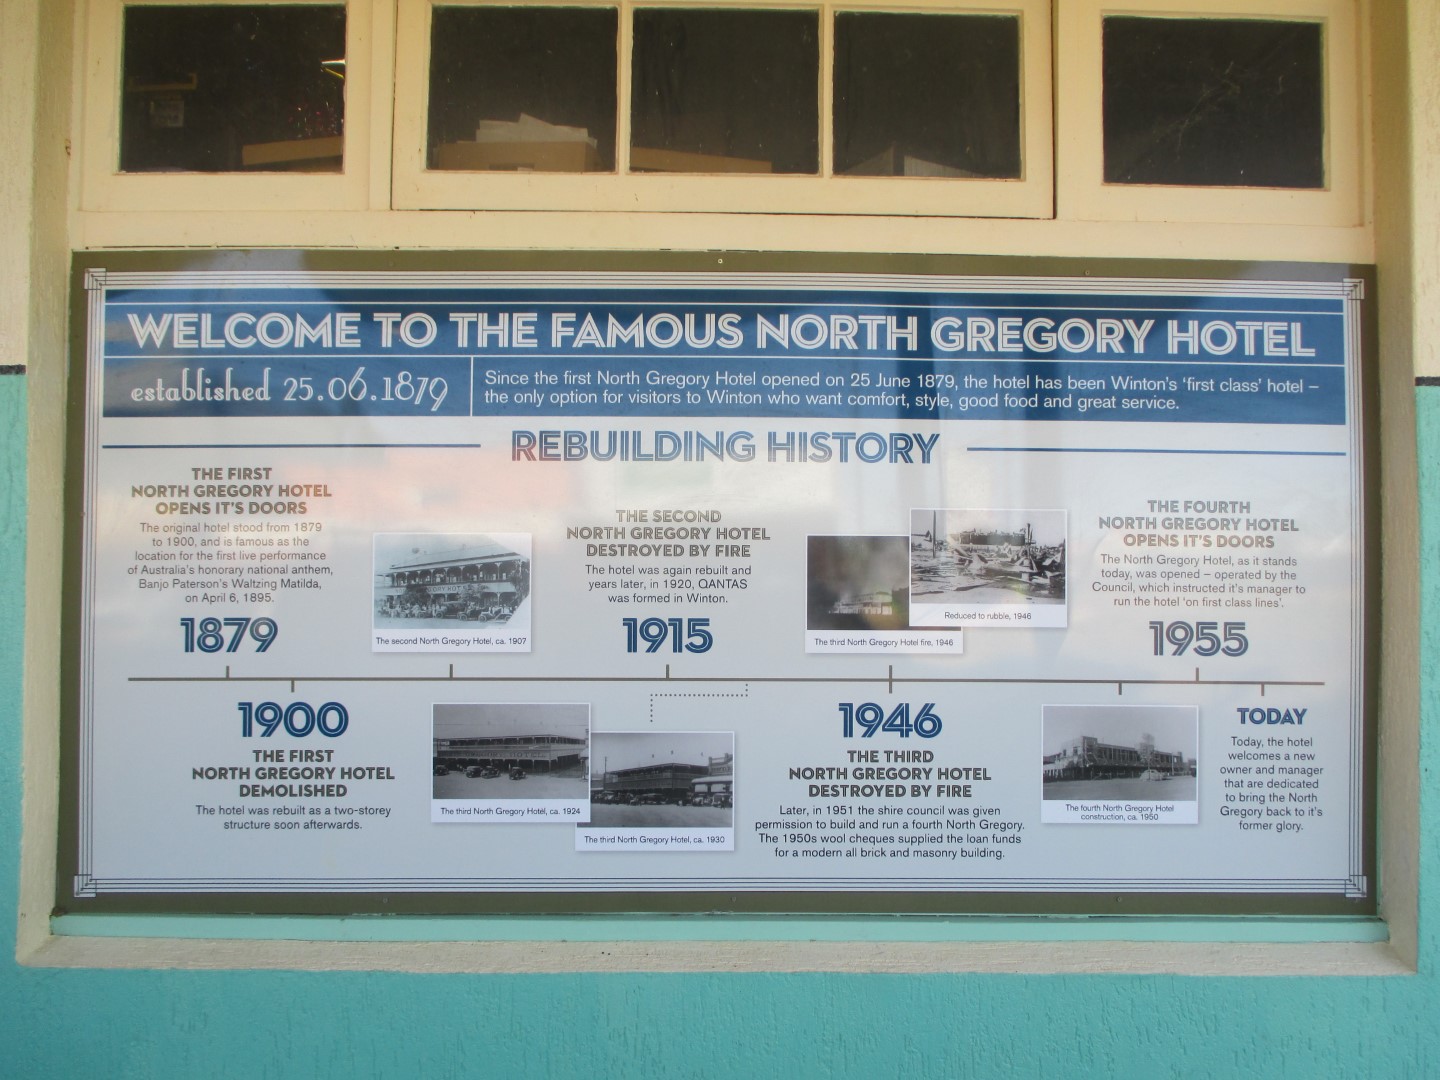 WELCOME TO THE FAMOUS NORTH GREGORY HOTEL
established 25.06.1879
Since the first North Gregory Hotel opened on 25 June 1879, the hotel has been Winton's 'first class' hotel –
the only option for visitors to Winton who want comfort, style, good food and great service.
REBUILDING HISTORY
THE FIRST
NORTH GREGORY HOTEL
OPENS IT'S DOORS
The original hotel stood from 1879
to 1900, and is famous as the
location for the first live performance
of Australia's honorary national anthem,
Banjo Paterson's Waltzing Matilda,
on April 6, 1895.
1879
The second North Gregory Hotel, ca. 1907
THE SECOND
NORTH GREGORY HOTEL
DESTROYED BY FIRE
The hotel was again rebuilt and
years later, in 1920, QANTAS
was formed in Winton.
1915
The third North Gregory Hotel fire, 1946
Reduced to rubble, 1946
THE FOURTH
NORTH GREGORY HOTEL
OPENS IT'S DOORS
The North Gregory Hotel, as it stands
today, was opened – operated by the
Council, which instructed it's manager to
run the hotel 'on first class lines'.
1955
1900
THE FIRST
NORTH GREGORY HOTEL
DEMOLISHED
The hotel was rebuilt as a two-storey
structure soon afterwards.
The third North Gregory Hotel, ca. 1924
The third North Gregory Hotel, ca. 1930
1946
THE THIRD
NORTH GREGORY HOTEL
DESTROYED BY FIRE
Later, in 1951 the shire council was given
permission to build and run a fourth North Gregory.
The 1950s wool cheques supplied the loan funds
for a modern all brick and masonry building.
The fourth North Gregory Hotel
construction, ca. 1950
TODAY
Today, the hotel
welcomes a new
owner and manager
that are dedicated
to bring the North
Gregory back to it's
former glory.